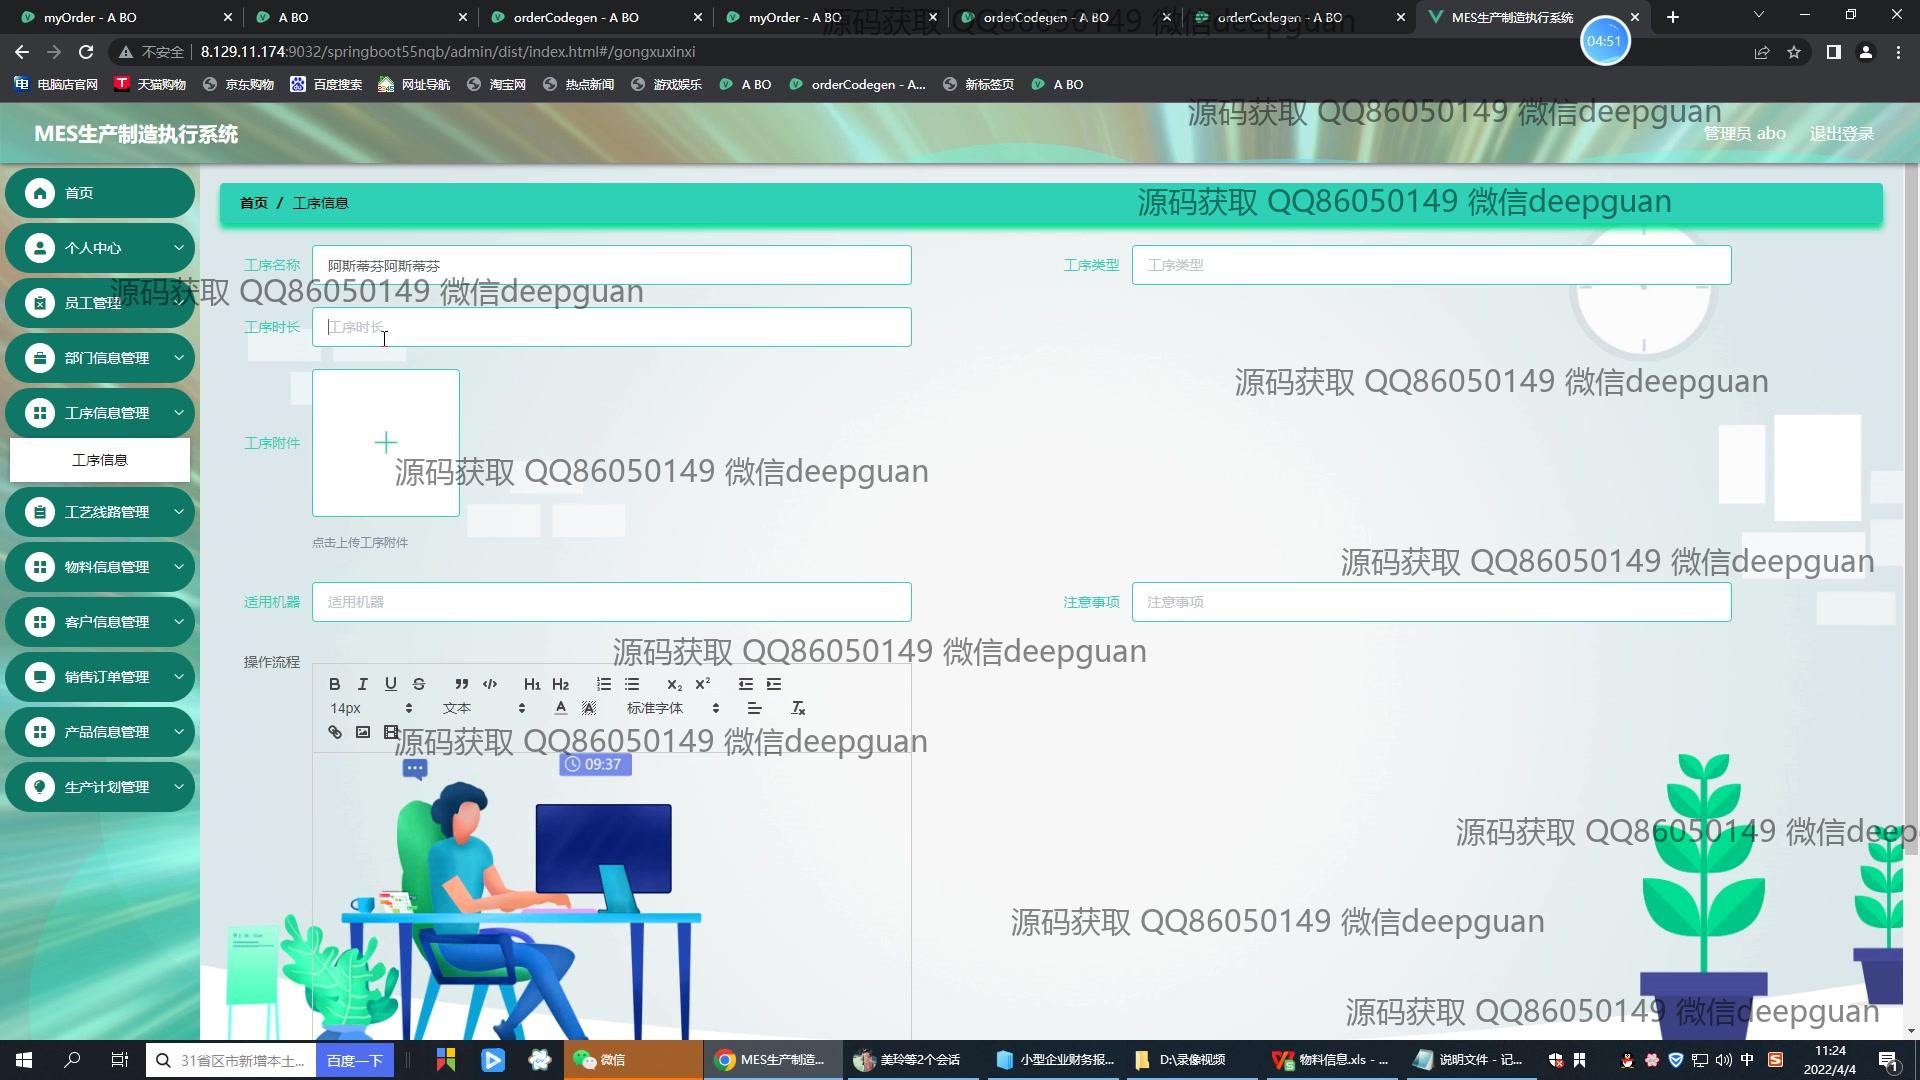 myOrder - A BO
A BO
orderCodegen - A BO
myOrder - A BO
orderCodegen - A BO
orderCodegen - A BO
MES生产制造执行系统
源码获取 QQ86050149 微信deepguan
04:51
不安全
8.129.11.174:9032/springboot55nqb/admin/dist/index.html#/gongxuxinxi
电脑店官网
天猫购物
京东购物
百度搜索
网址导航
淘宝网
热点新闻
游戏娱乐
A BO
orderCodegen - A...
新标签页
A BO
源码获取 QQ86050149 微信deepguan
MES生产制造执行系统
管理员 abo
退出登录
首页
首页 / 工序信息
源码获取 QQ86050149 微信deepguan
个人中心
工序名称
阿斯蒂芬阿斯蒂芬
工序类型
工序类型
源码获取 QQ86050149 微信deepguan
员工管理
工序时长
工序时长
部门信息管理
源码获取 QQ86050149 微信deepguan
工序信息管理
工序附件
工序信息
源码获取 QQ86050149 微信deepguan
工艺线路管理
点击上传工序附件
物料信息管理
源码获取 QQ86050149 微信deepguan
适用机器
适用机器
注意事项
注意事项
客户信息管理
源码获取 QQ86050149 微信deepguan
操作流程
销售订单管理
B I U S H1 H2 X2 X2
14px
文本
A A
标准字体
产品信息管理
源码获取 QQ86050149 微信deepguan
09:37
生产计划管理
源码获取 QQ86050149 微信deep
源码获取 QQ86050149 微信deepguan
源码获取 QQ86050149 微信deepguan
31省区市新增本土...
百度一下
微信
MES生产制造...
美玲等2个会话
小型企业财务报...
D:\录像视频
物料信息.xls - ...
说明文件 - 记...
中
11:24
2022/4/4
1